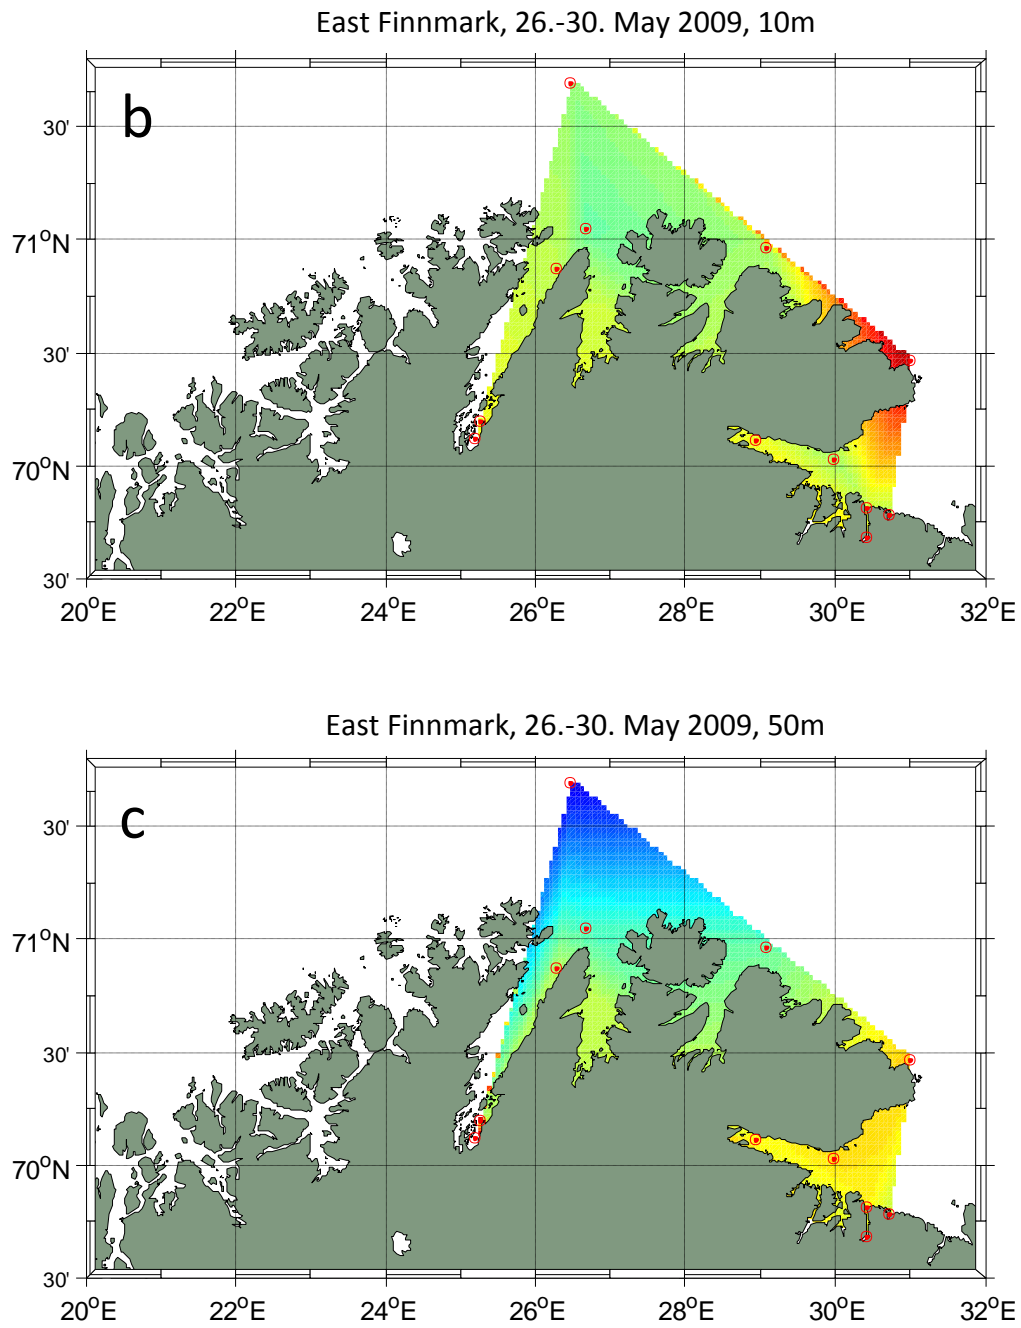 East Finnmark, 26.-30. May 2009, 10m
b
30'
71°N
30'
70°N
30'
20°E 22°E 24°E 26°E 28°E 30°E 32°E
East Finnmark, 26.-30. May 2009, 50m
c
30'
71°N
30'
70°N
30'
20°E 22°E 24°E 26°E 28°E 30°E 32°E